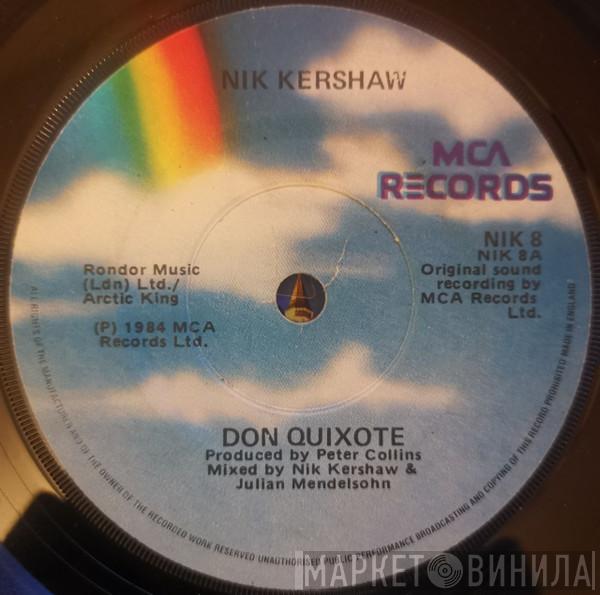 NIK KERSHAW
MCA
RECORDS
NIK 8
NIK 8A
Original sound
recording by
MCA Records
Ltd.
Rondor Music
(Ldn) Ltd./
Arctic King
(P) 1984 MCA
Records Ltd.
DON QUIXOTE
Produced by Peter Collins
Mixed by Nik Kershaw &
Julian Mendelsohn
ALL RIGHTS OF THE MANUFACTURER AND OF THE OWNER OF THE RECORDED WORK RESERVED UNAUTHORISED PUBLIC PERFORMANCE BROADCASTING AND COPYING OF THIS RECORD PROHIBITED MADE IN ENGLAND
МАРКЕТ ВИНИЛА